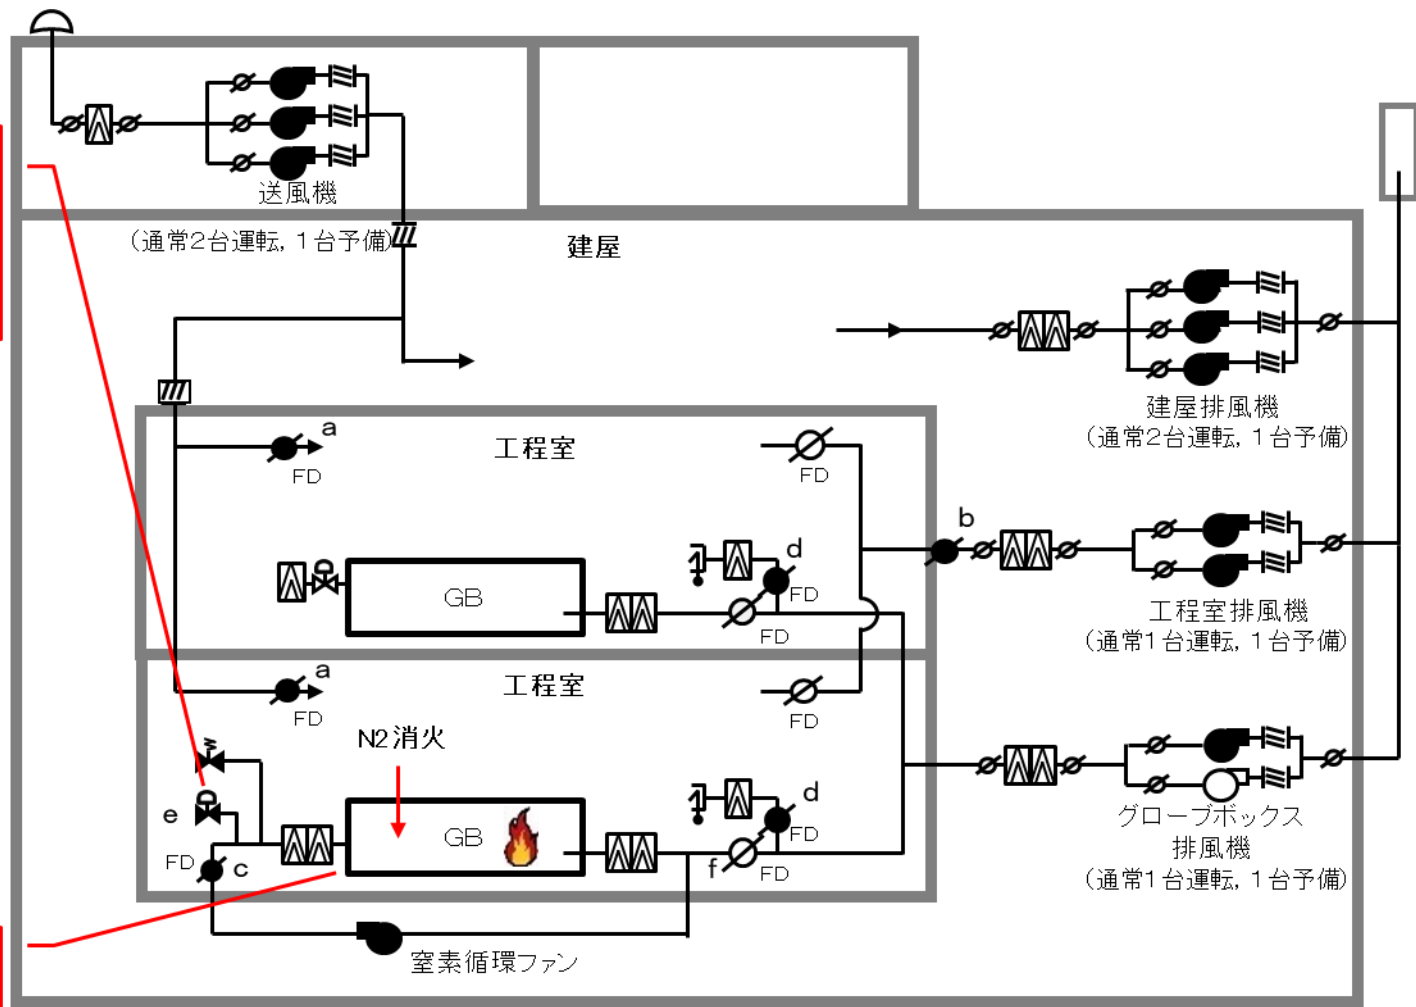 送風機
(通常2台運転, 1台予備)
建屋
建屋排風機
(通常2台運転, 1台予備)
a
工程室
FD
FD
b
d
GB
FD
FD
工程室排風機
(通常1台運転, 1台予備)
a
工程室
FD
FD
N2消火
e
d
GB
FD
FD
c
f
FD
グローブボックス
排風機
(通常1台運転, 1台予備)
窒素循環ファン